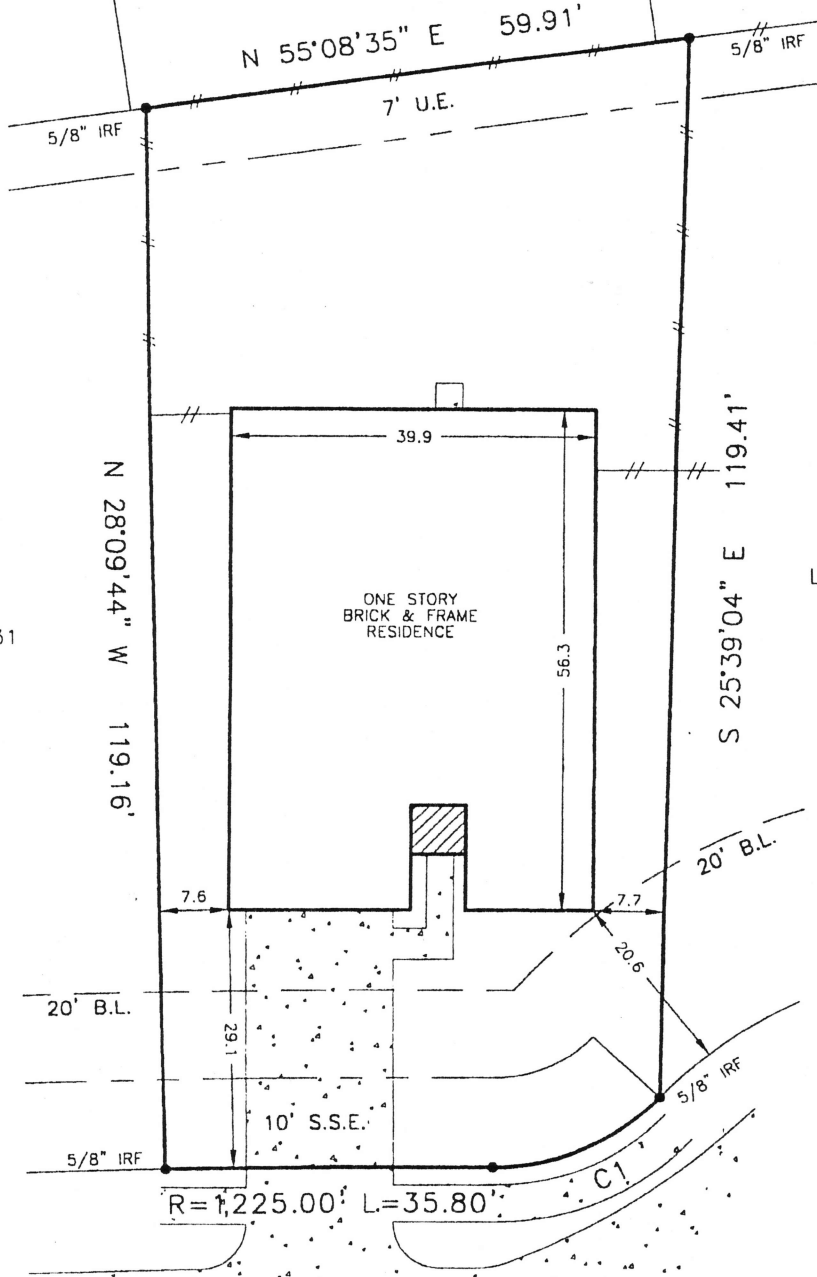 N 55°08'35" E 59.91'
5/8" IRF
5/8" IRF
7' U.E.
39.9
N 28°09'44" W 119.16'
S 25°39'04" E 119.41'
ONE STORY
BRICK & FRAME
RESIDENCE
56.3
20' B.L.
7.6
7.7
20.6
20' B.L.
29.1
5/8" IRF
10' S.S.E.
5/8" IRF
C1
R=1,225.00' L=35.80'